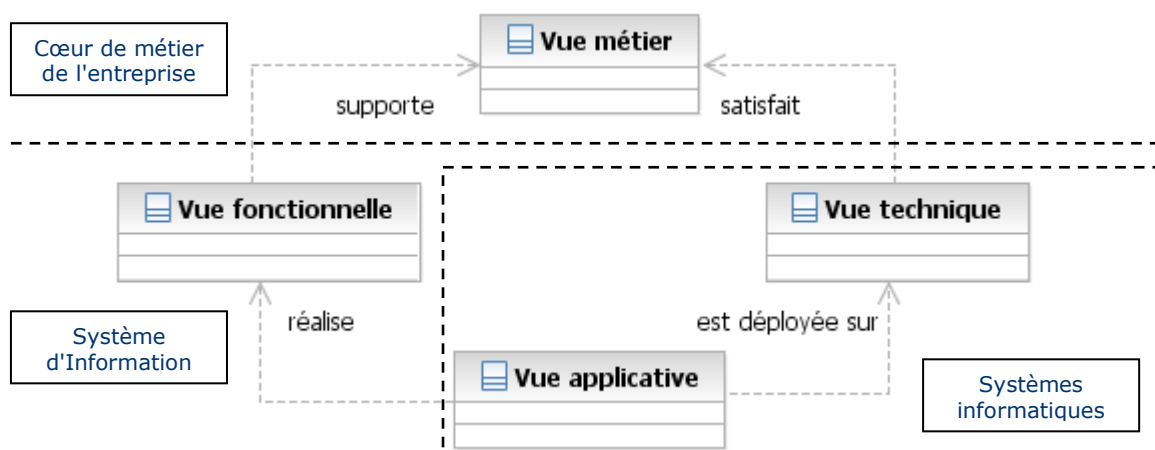 Cœur de métier
de l'entreprise
Vue métier
supporte
satisfait
Vue fonctionnelle
Vue technique
réalise
est déployée sur
Système
d'Information
Vue applicative
Systèmes
informatiques